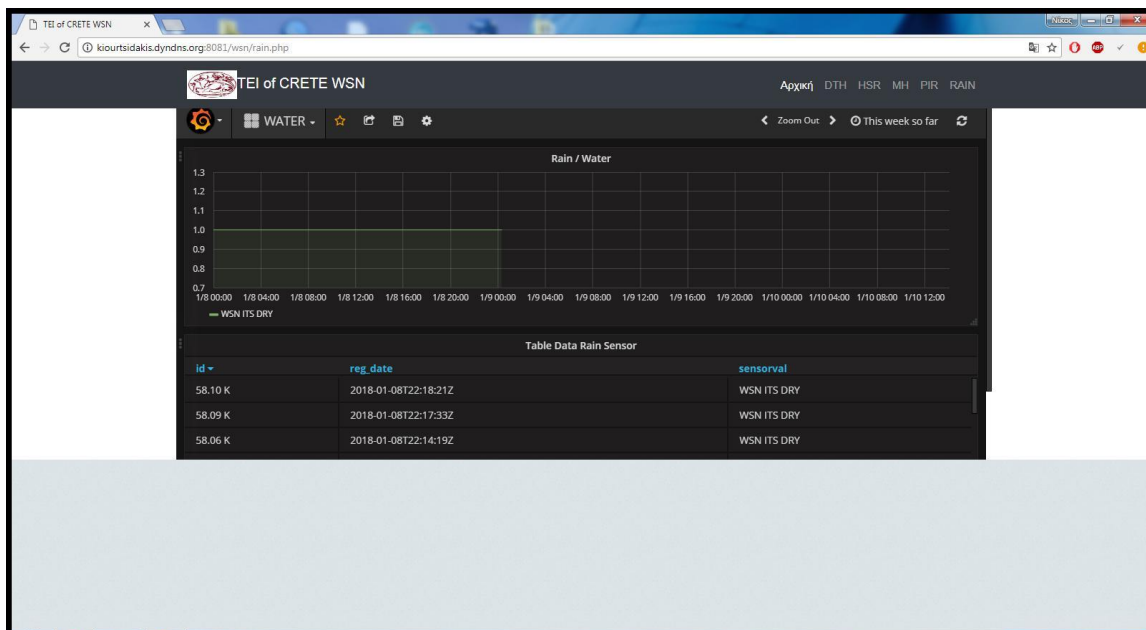 TEI of CRETE WSN
Νίκος
kiourtsidakis.dyndns.org:8081/wsn/rain.php
ABP
TEI of CRETE WSN
Αρχική DTH HSR MH PIR RAIN
WATER
Zoom Out This week so far
Rain / Water
1.3
1.2
1.1
1.0
0.9
0.8
0.7
1/8 00:00 1/8 04:00 1/8 08:00 1/8 12:00 1/8 16:00 1/8 20:00 1/9 00:00 1/9 04:00 1/9 08:00 1/9 12:00 1/9 16:00 1/9 20:00 1/10 00:00 1/10 04:00 1/10 08:00 1/10 12:00
WSN ITS DRY
Table Data Rain Sensor
id reg_date sensorval
58.10 K 2018-01-08T22:18:21Z WSN ITS DRY
58.09 K 2018-01-08T22:17:33Z WSN ITS DRY
58.06 K 2018-01-08T22:14:19Z WSN ITS DRY